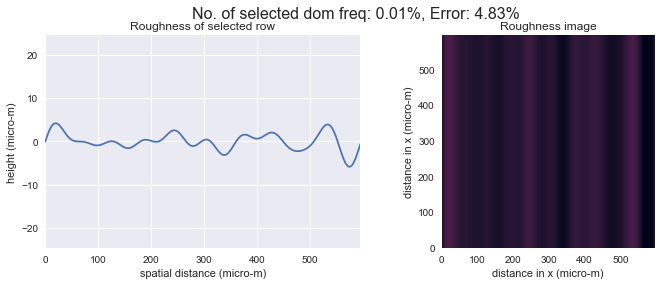 No. of selected dom freq: 0.01%, Error: 4.83%
Roughness of selected row
height (micro-m)
20
10
0
−10
−20
0 100 200 300 400 500
spatial distance (micro-m)
Roughness image
distance in x (micro-m)
500
400
300
200
100
0
0 100 200 300 400 500
distance in x (micro-m)